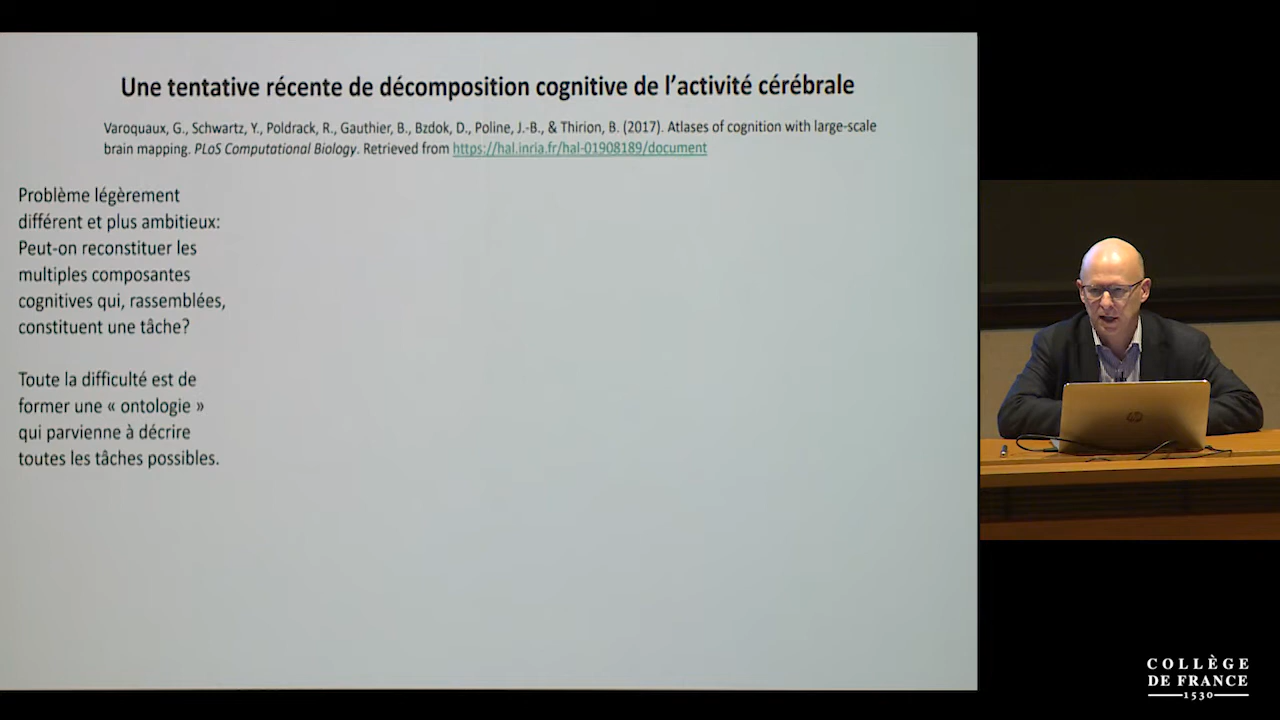 Une tentative récente de décomposition cognitive de l'activité cérébrale
Varoquaux, G., Schwartz, Y., Poldrack, R., Gauthier, B., Bzdok, D., Poline, J.-B., & Thirion, B. (2017). Atlases of cognition with large-scale
brain mapping. PLoS Computational Biology. Retrieved from https://hal.inria.fr/hal-01908189/document
Problème légèrement
différent et plus ambitieux:
Peut-on reconstituer les
multiples composantes
cognitives qui, rassemblées,
constituent une tâche?
Toute la difficulté est de
former une « ontologie »
qui parvienne à décrire
toutes les tâches possibles.
hp
COLLÈGE
DE FRANCE
1530